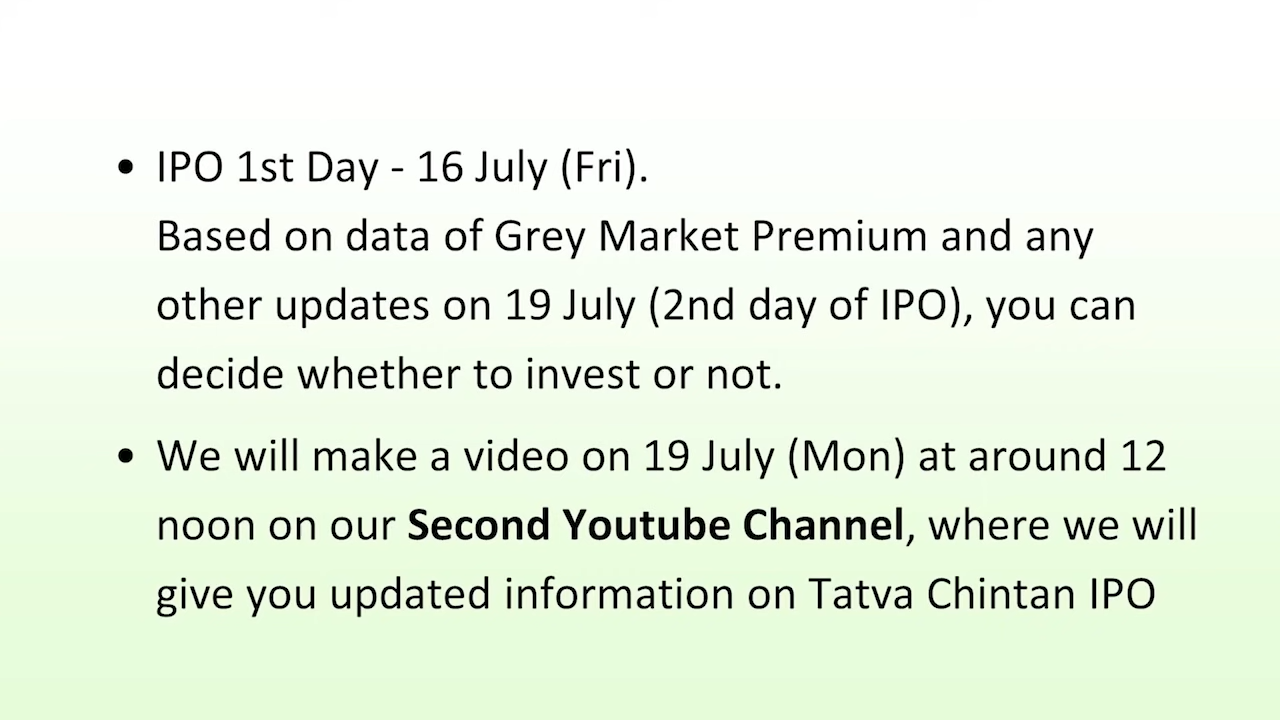 • IPO 1st Day - 16 July (Fri).
Based on data of Grey Market Premium and any
other updates on 19 July (2nd day of IPO), you can
decide whether to invest or not.
• We will make a video on 19 July (Mon) at around 12
noon on our Second Youtube Channel, where we will
give you updated information on Tatva Chintan IPO